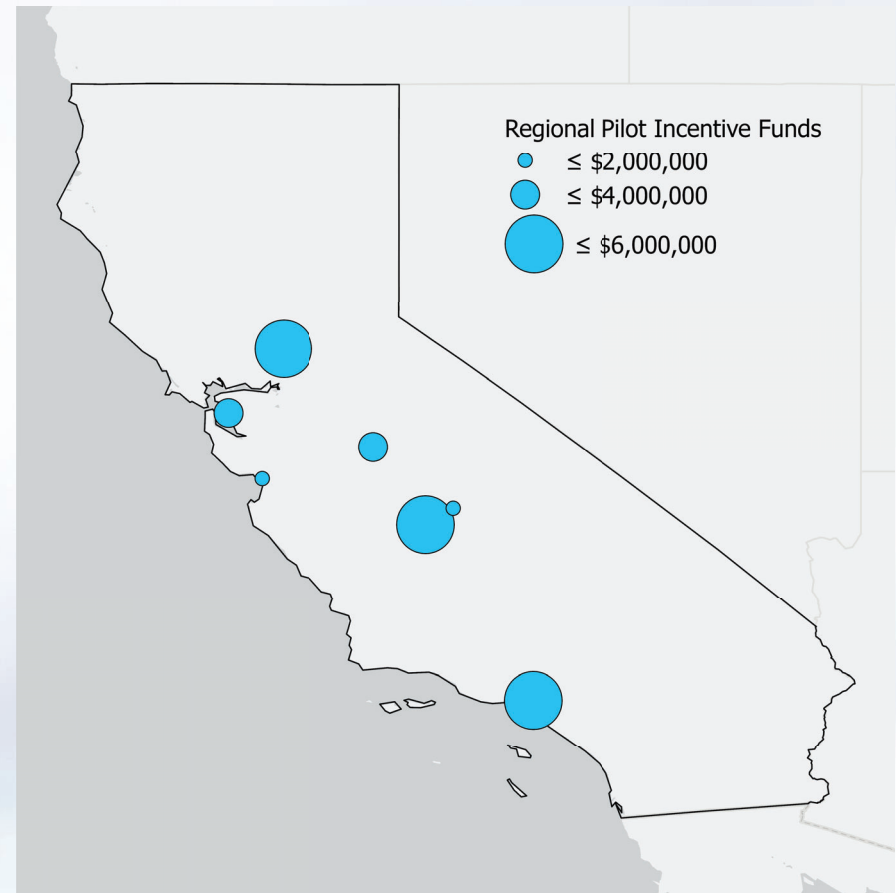 Regional Pilot Incentive Funds
≤ $2,000,000
≤ $4,000,000
≤ $6,000,000